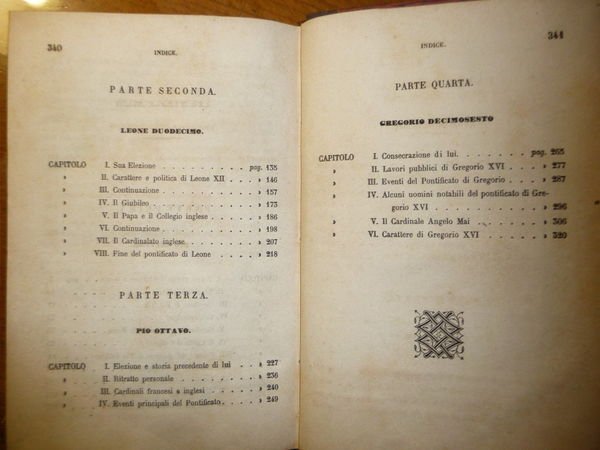 340
INDICE.
PARTE SECONDA.
LEONE DUODECIMO.
CAPITOLO I. Sua Elezione . . . . . . . . pag. 135
» II. Carattere e politica di Leone XII . . . » 146
» III. Continuazione . . . . . . . . » 157
» IV. Il Giubileo . . . . . . . . » 173
» V. Il Papa e il Collegio inglese . . . . » 186
» VI. Continuazione . . . . . . . . » 198
» VII. Il Cardinalato inglese . . . . . . » 207
» VIII. Fine del pontificato di Leone . . . . » 218
PARTE TERZA.
PIO OTTAVO.
CAPITOLO I. Elezione e storia precedente di lui . . » 227
» II. Ritratto personale . . . . . . . » 236
» III. Cardinali francesi e inglesi . . . . » 240
» IV. Eventi principali del Pontificato . . . » 249
341
INDICE.
PARTE QUARTA.
GREGORIO DECIMOSESTO
CAPITOLO I. Consecrazione di lui. . . . . . . pag. 265
» II. Lavori pubblici di Gregorio XVI . . . » 277
» III. Eventi del Pontificato di Gregorio . . » 287
» IV. Alcuni uomini notabili del pontificato di Gre-
gorio XVI . . . . . . . . » 296
» V. Il Cardinale Angelo Mai . . . . . » 306
» VI. Carattere di Gregorio XVI . . . . » 320